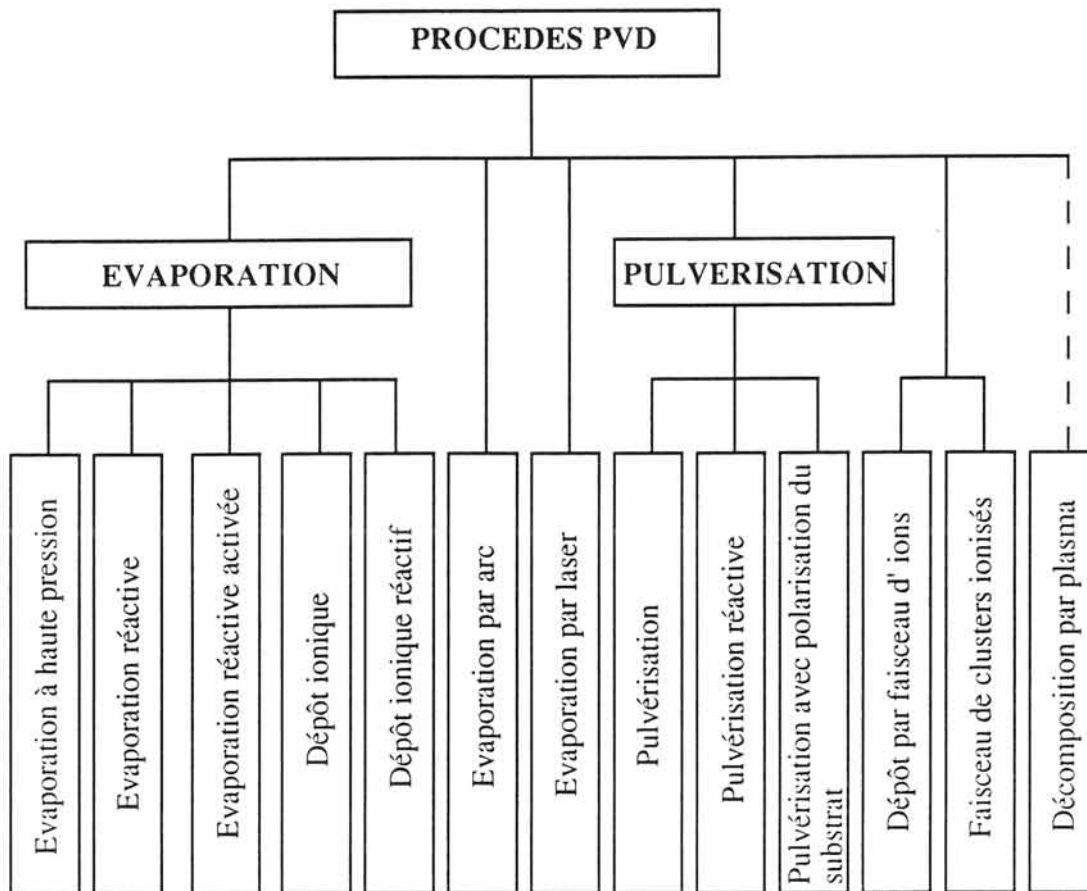 PROCEDES PVD
EVAPORATION
PULVERISATION
Evaporation à haute pression
Evaporation réactive
Evaporation réactive activée
Dépôt ionique
Dépôt ionique réactif
Evaporation par arc
Evaporation par laser
Pulvérisation
Pulvérisation réactive
Pulvérisation avec polarisation du
substrat
Dépôt par faisceau d' ions
Faisceau de clusters ionisés
Décomposition par plasma